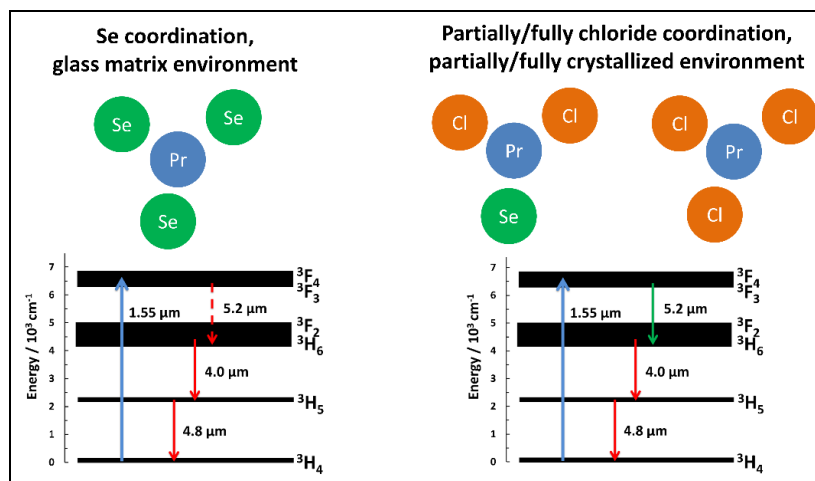 Se coordination,
glass matrix environment
Partially/fully chloride coordination,
partially/fully crystallized environment
Se
Se
Pr
Se
Cl
Cl
Pr
Se
Cl
Cl
Pr
Cl
Energy / 10³ cm⁻¹
7
6
5
4
3
2
1
0
³F₄
³F₃
³F₂
³H₆
³H₅
³H₄
1.55 µm
5.2 µm
4.0 µm
4.8 µm
Energy / 10³ cm⁻¹
7
6
5
4
3
2
1
0
³F₄
³F₃
³F₂
³H₆
³H₅
³H₄
1.55 µm
5.2 µm
4.0 µm
4.8 µm